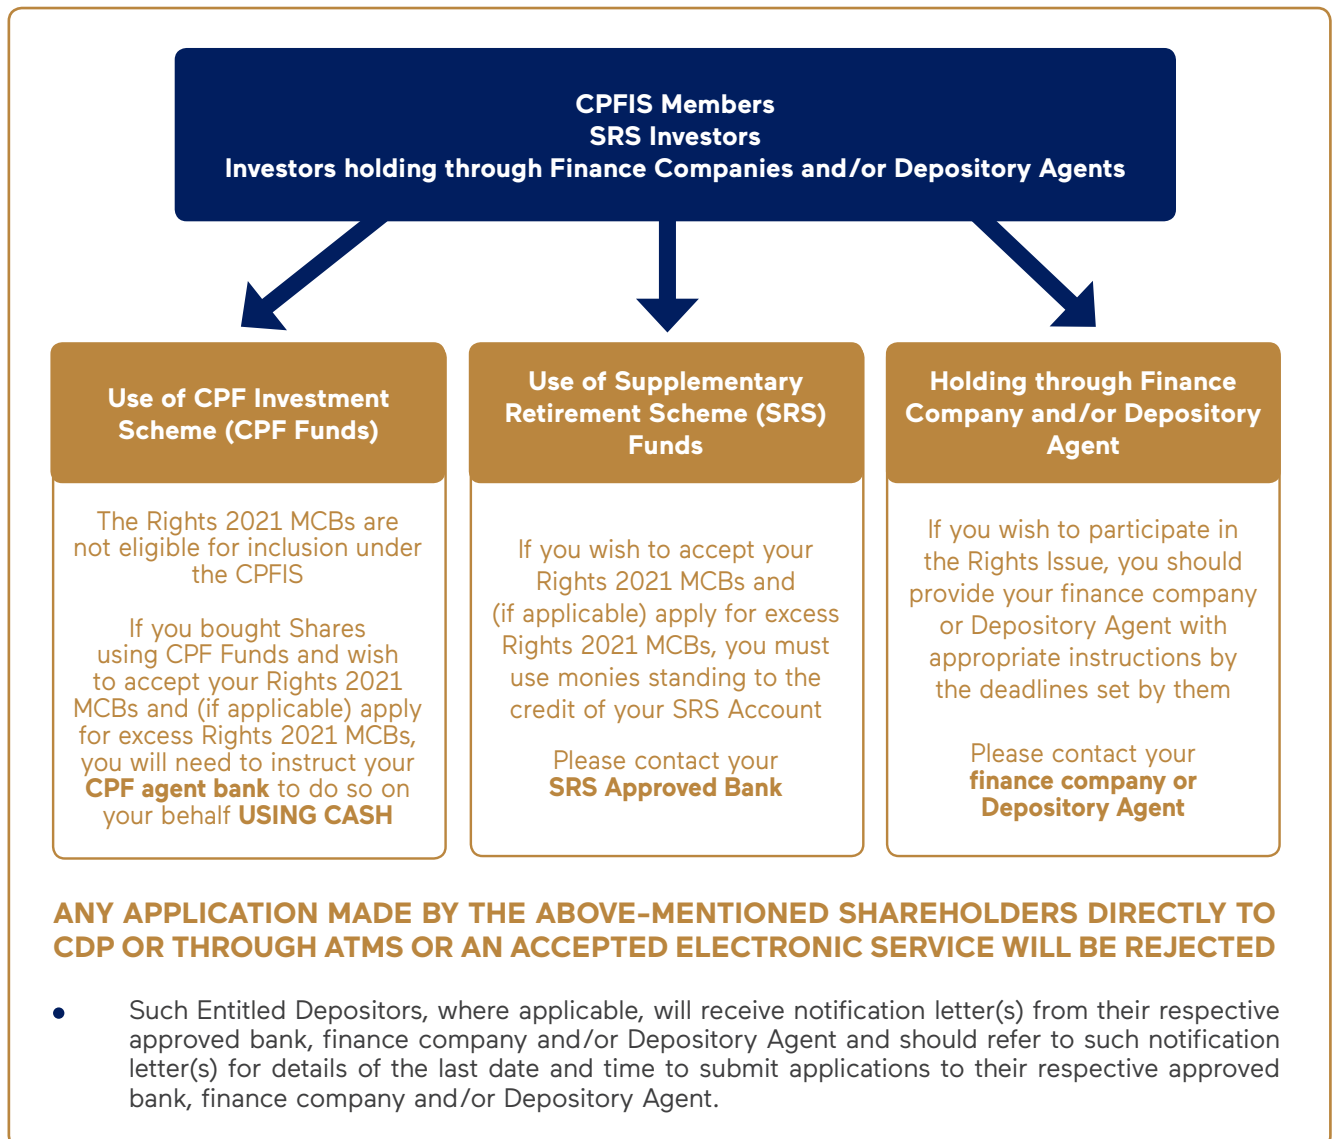 CPFIS Members
SRS Investors
Investors holding through Finance Companies and/or Depository Agents
Use of CPF Investment
Scheme (CPF Funds)
The Rights 2021 MCBs are
not eligible for inclusion under
the CPFIS
If you bought Shares
using CPF Funds and wish
to accept your Rights 2021
MCBs and (if applicable) apply
for excess Rights 2021 MCBs,
you will need to instruct your
CPF agent bank to do so on
your behalf USING CASH
Use of Supplementary
Retirement Scheme (SRS)
Funds
If you wish to accept your
Rights 2021 MCBs and
(if applicable) apply for excess
Rights 2021 MCBs, you must
use monies standing to the
credit of your SRS Account
Please contact your
SRS Approved Bank
Holding through Finance
Company and/or Depository
Agent
If you wish to participate in
the Rights Issue, you should
provide your finance company
or Depository Agent with
appropriate instructions by
the deadlines set by them
Please contact your
finance company or
Depository Agent
ANY APPLICATION MADE BY THE ABOVE-MENTIONED SHAREHOLDERS DIRECTLY TO
CDP OR THROUGH ATMS OR AN ACCEPTED ELECTRONIC SERVICE WILL BE REJECTED
• Such Entitled Depositors, where applicable, will receive notification letter(s) from their respective
approved bank, finance company and/or Depository Agent and should refer to such notification
letter(s) for details of the last date and time to submit applications to their respective approved
bank, finance company and/or Depository Agent.